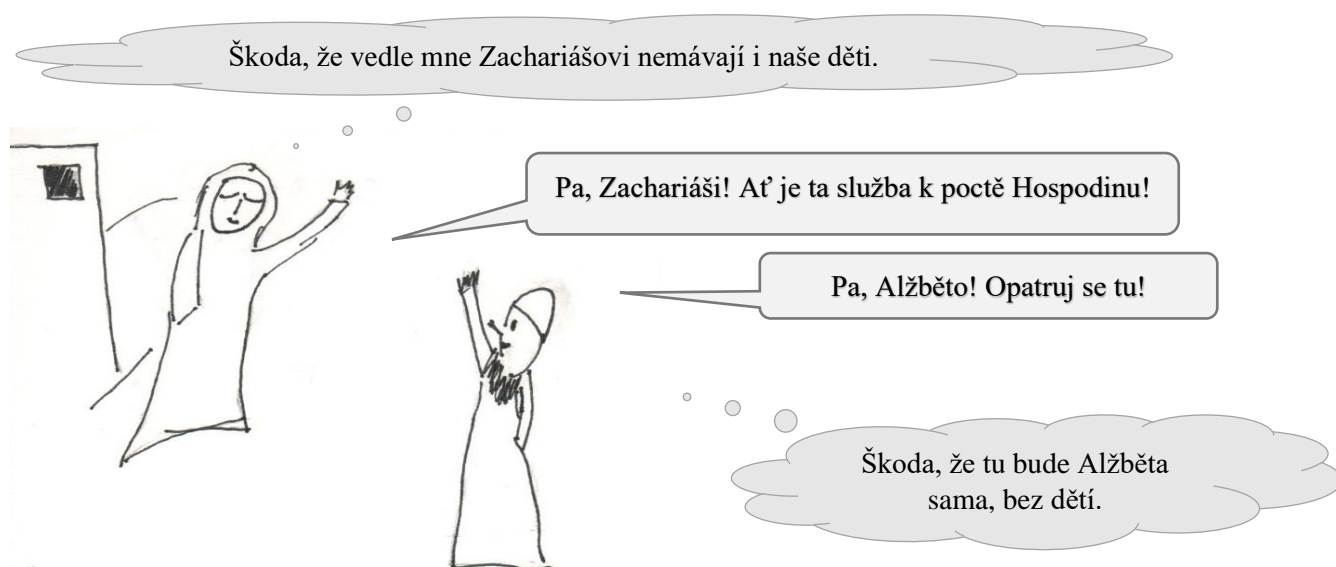 Škoda, že vedle mne Zachariášovi nemávají i naše děti.
Pa, Zachariáši! Ať je ta služba k poctě Hospodinu!
Pa, Alžběto! Opatruj se tu!
Škoda, že tu bude Alžběta
sama, bez dětí.